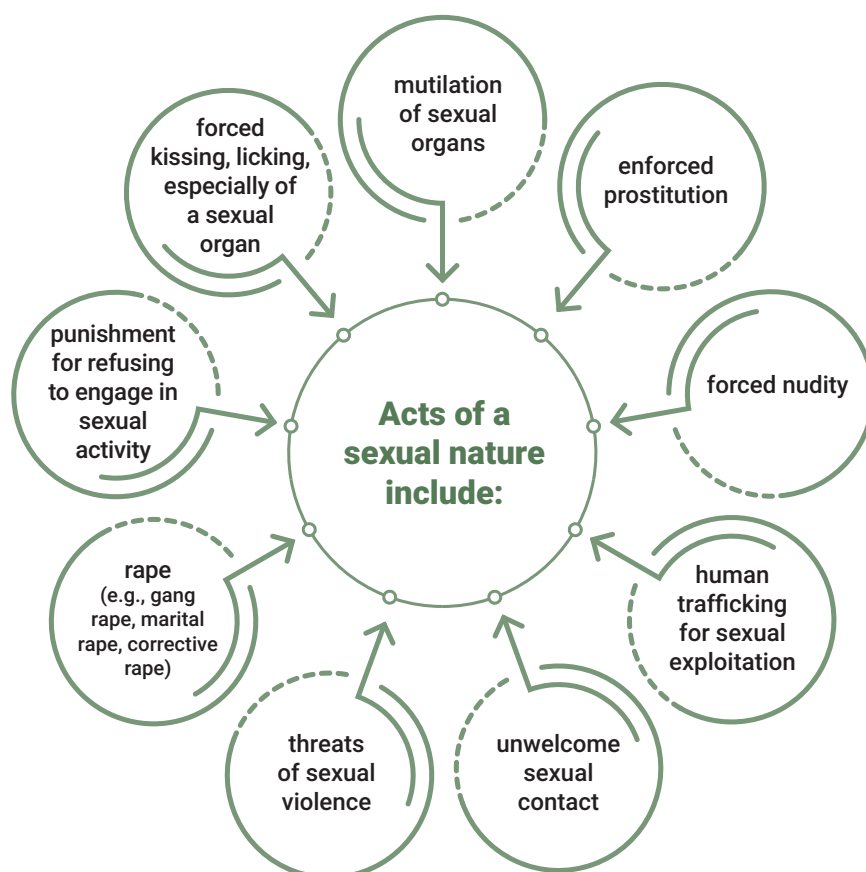 mutilation
of sexual
organs
enforced
prostitution
forced nudity
human
trafficking
for sexual
exploitation
unwelcome
sexual
contact
threats
of sexual
violence
rape
(e.g., gang
rape, marital
rape, corrective
rape)
punishment
for refusing
to engage in
sexual
activity
forced
kissing, licking,
especially of
a sexual
organ
Acts of a
sexual nature
include: